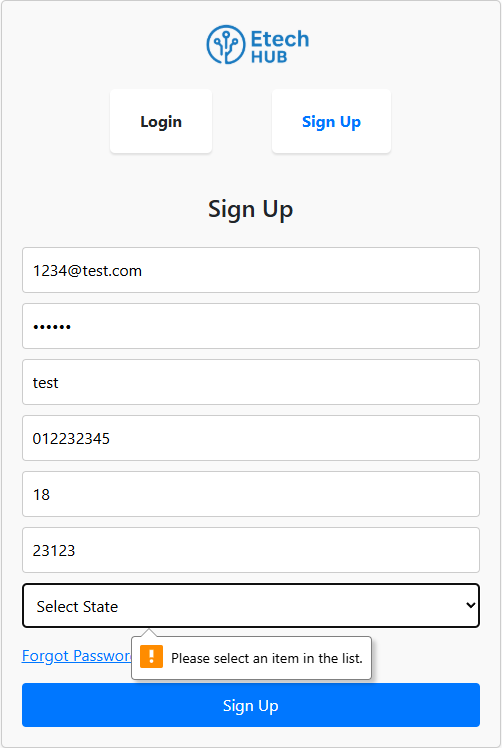 Etech
HUB
Login
Sign Up
Sign Up
1234@test.com
••••••
test
012232345
18
23123
Select State
Forgot Passwor
Please select an item in the list.
Sign Up